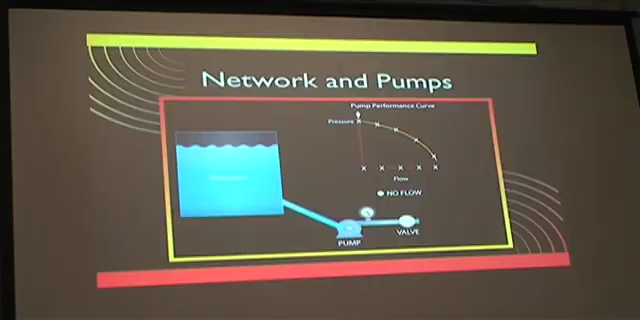 Network and Pumps
Pump Performance Curve
Pressure
Flow
NO FLOW
PUMP
VALVE